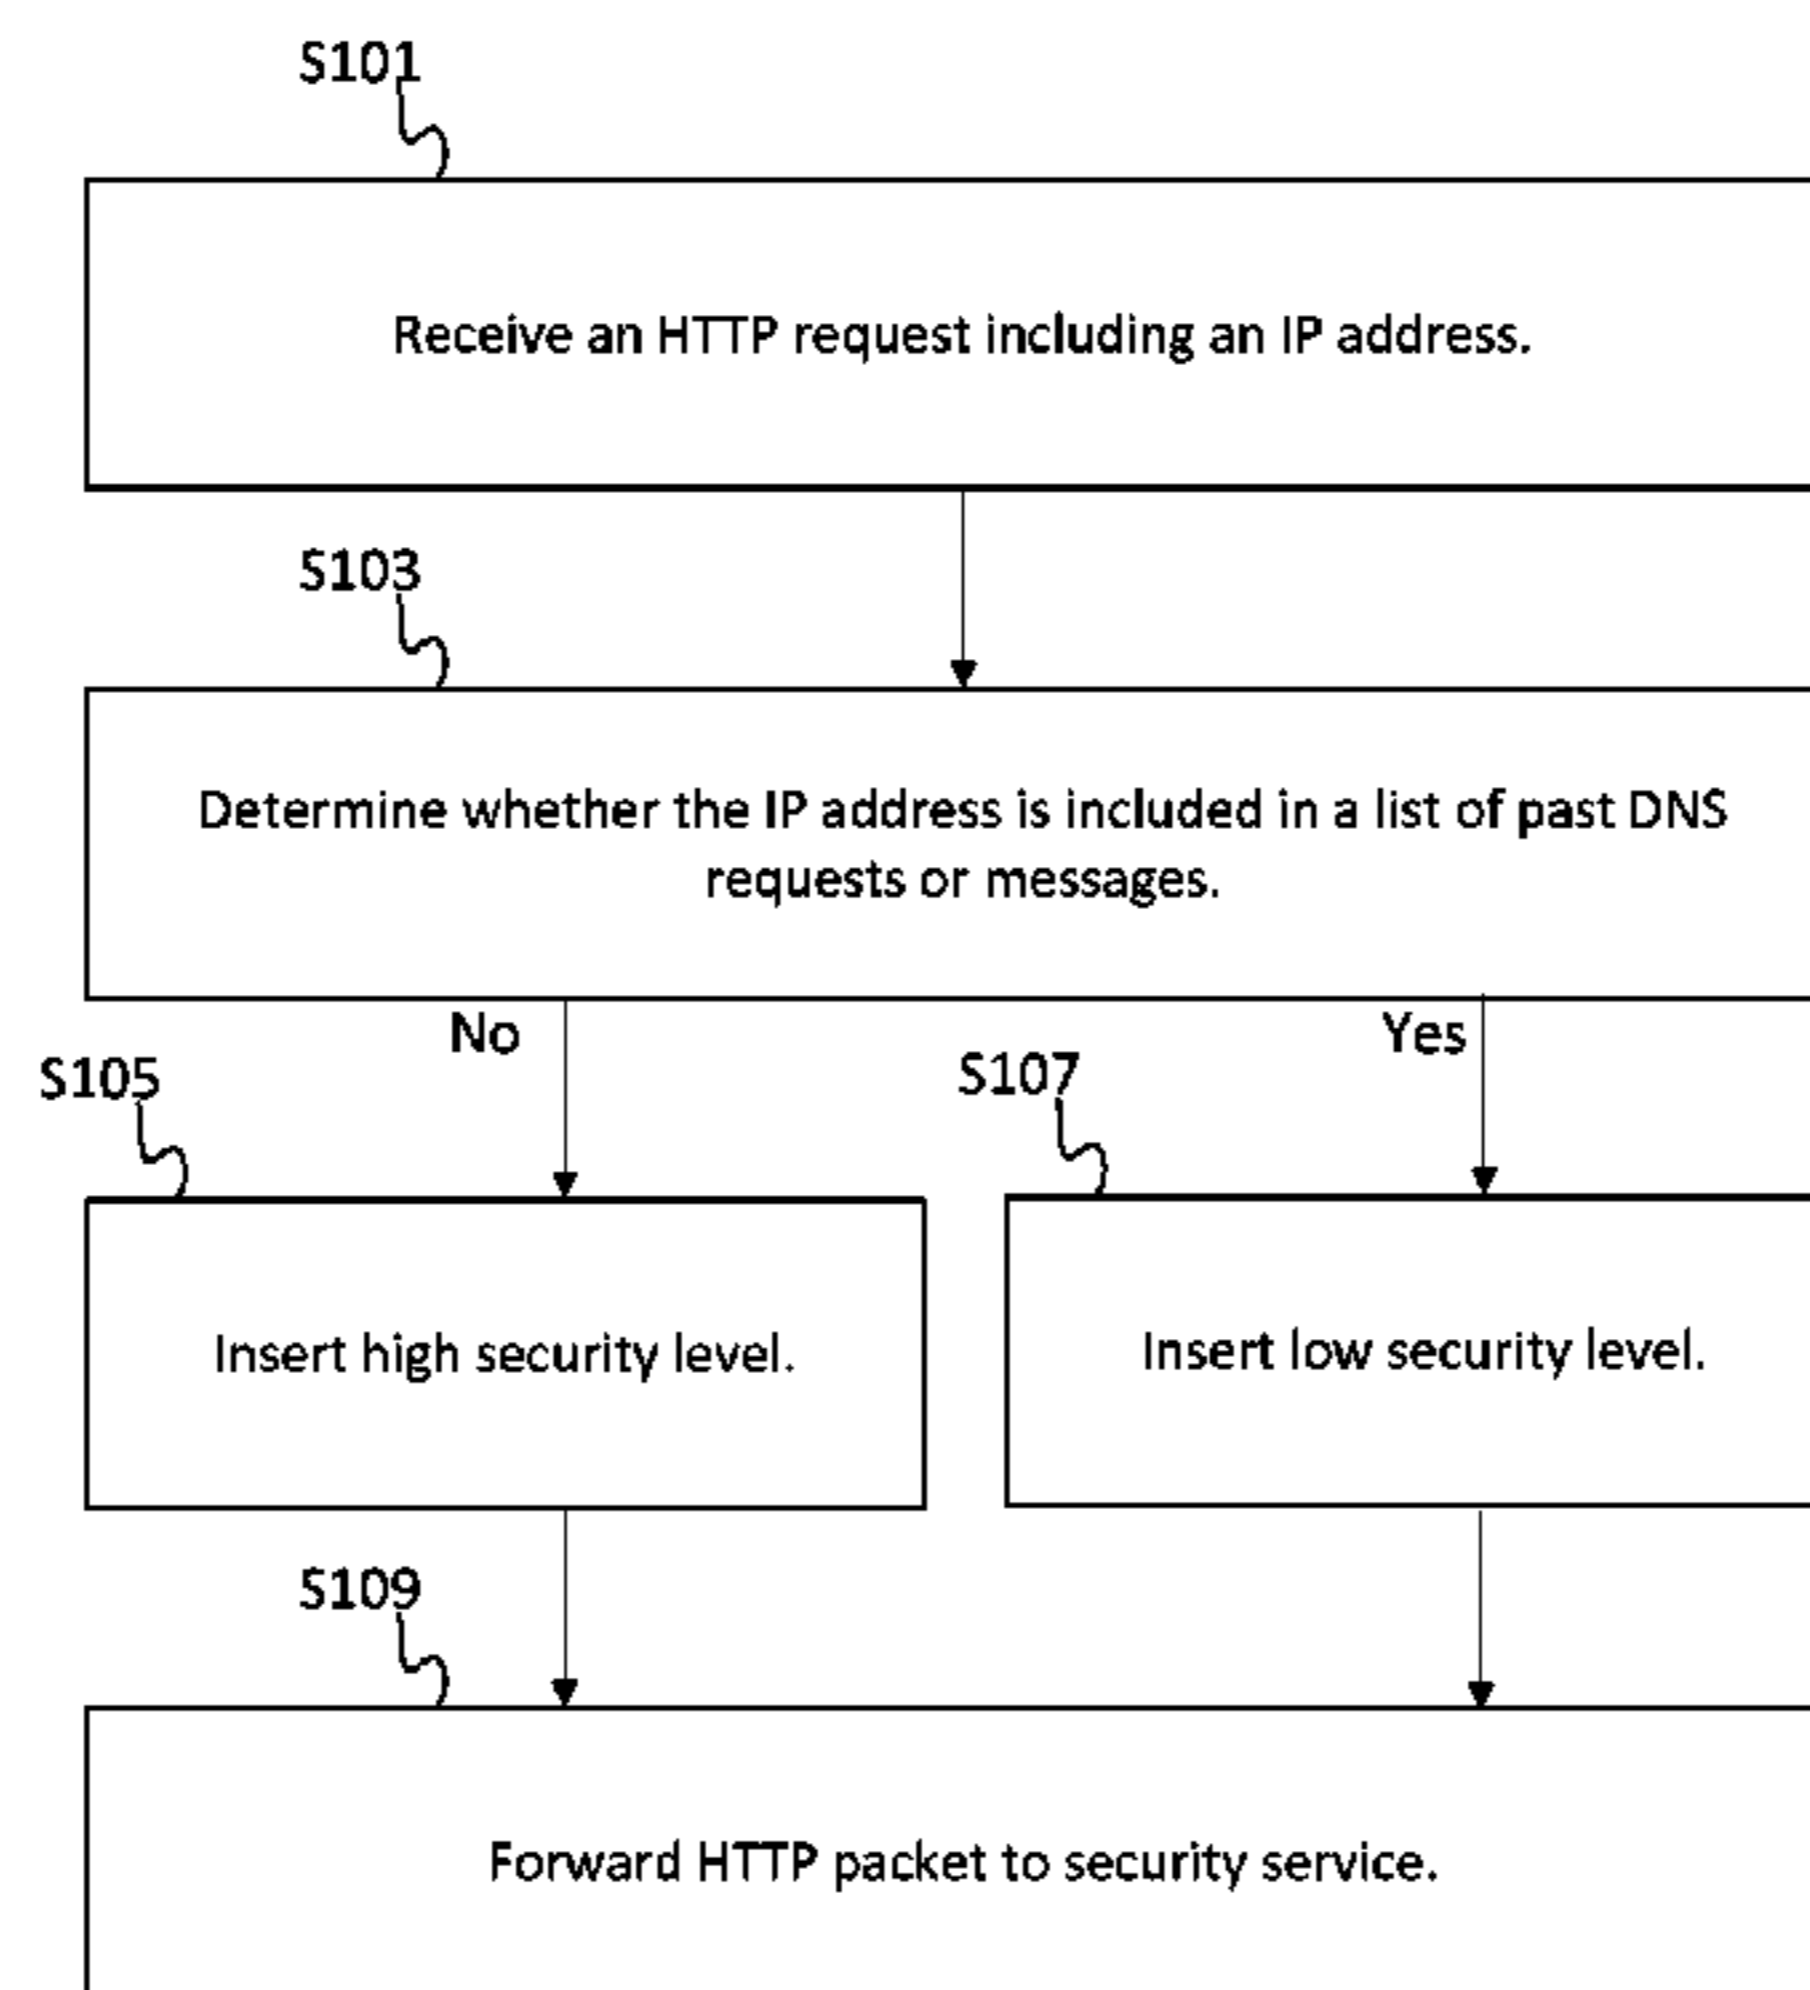 S101
Receive an HTTP request including an IP address.
S103
Determine whether the IP address is included in a list of past DNS
requests or messages.
No
Yes
S105
S107
Insert high security level.
Insert low security level.
S109
Forward HTTP packet to security service.